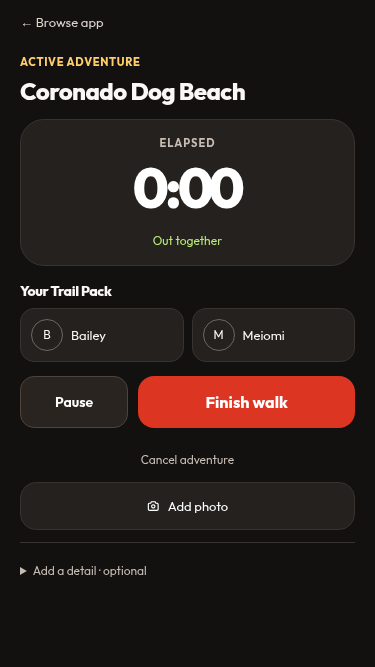 ← Browse app
ACTIVE ADVENTURE
Coronado Dog Beach
ELAPSED
0:00
Out together
Your Trail Pack
B Bailey
M Meiomi
Pause
Finish walk
Cancel adventure
Add photo
▶ Add a detail · optional